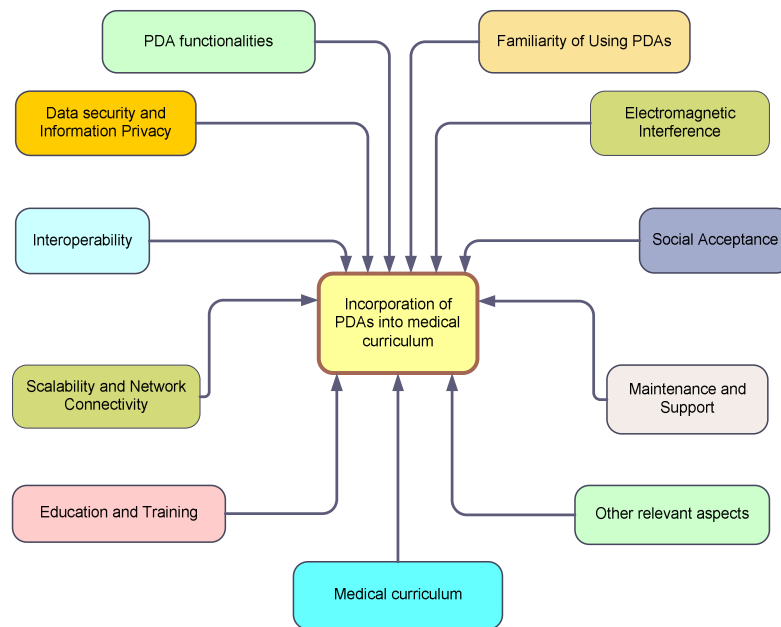 PDA functionalities
Familiarity of Using PDAs
Data security and
Information Privacy
Electromagnetic
Interference
Interoperability
Social Acceptance
Incorporation of
PDAs into medical
curriculum
Scalability and Network
Connectivity
Maintenance and
Support
Education and Training
Other relevant aspects
Medical curriculum